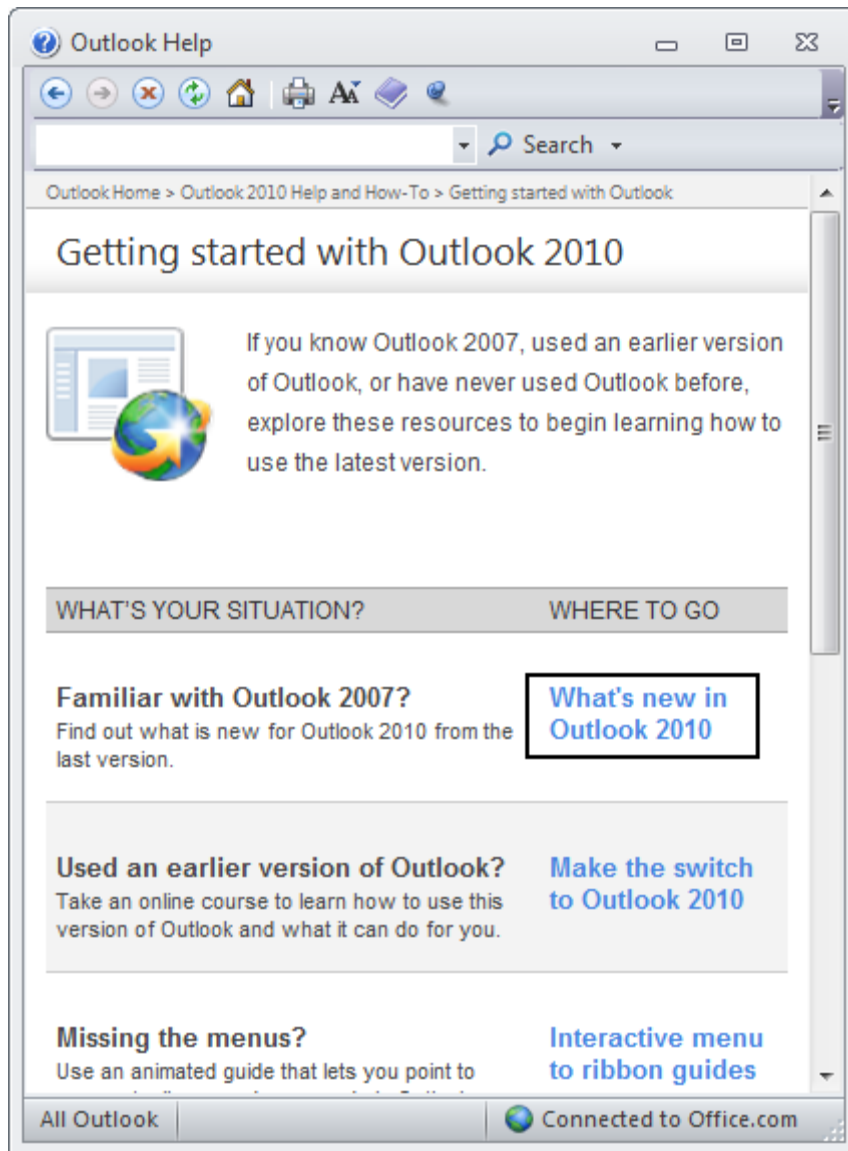 Outlook Help
Search
Outlook Home > Outlook 2010 Help and How-To > Getting started with Outlook
Getting started with Outlook 2010
If you know Outlook 2007, used an earlier version
of Outlook, or have never used Outlook before,
explore these resources to begin learning how to
use the latest version.
WHAT'S YOUR SITUATION? WHERE TO GO
Familiar with Outlook 2007?
Find out what is new for Outlook 2010 from the
last version.
What's new in
Outlook 2010
Used an earlier version of Outlook?
Take an online course to learn how to use this
version of Outlook and what it can do for you.
Make the switch
to Outlook 2010
Missing the menus?
Use an animated guide that lets you point to
Interactive menu
to ribbon guides
All Outlook
Connected to Office.com